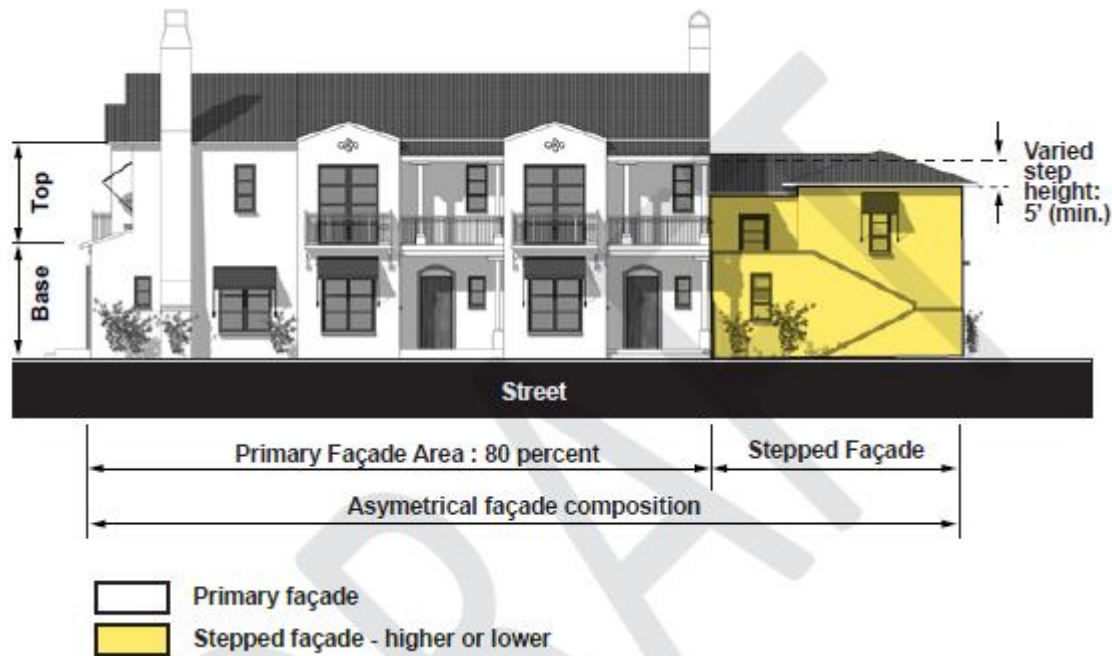 Top
Base
Varied
step
height:
5' (min.)
Street
Primary Façade Area : 80 percent
Stepped Façade
Asymetrical façade composition
Primary façade
Stepped façade - higher or lower
DRAFT